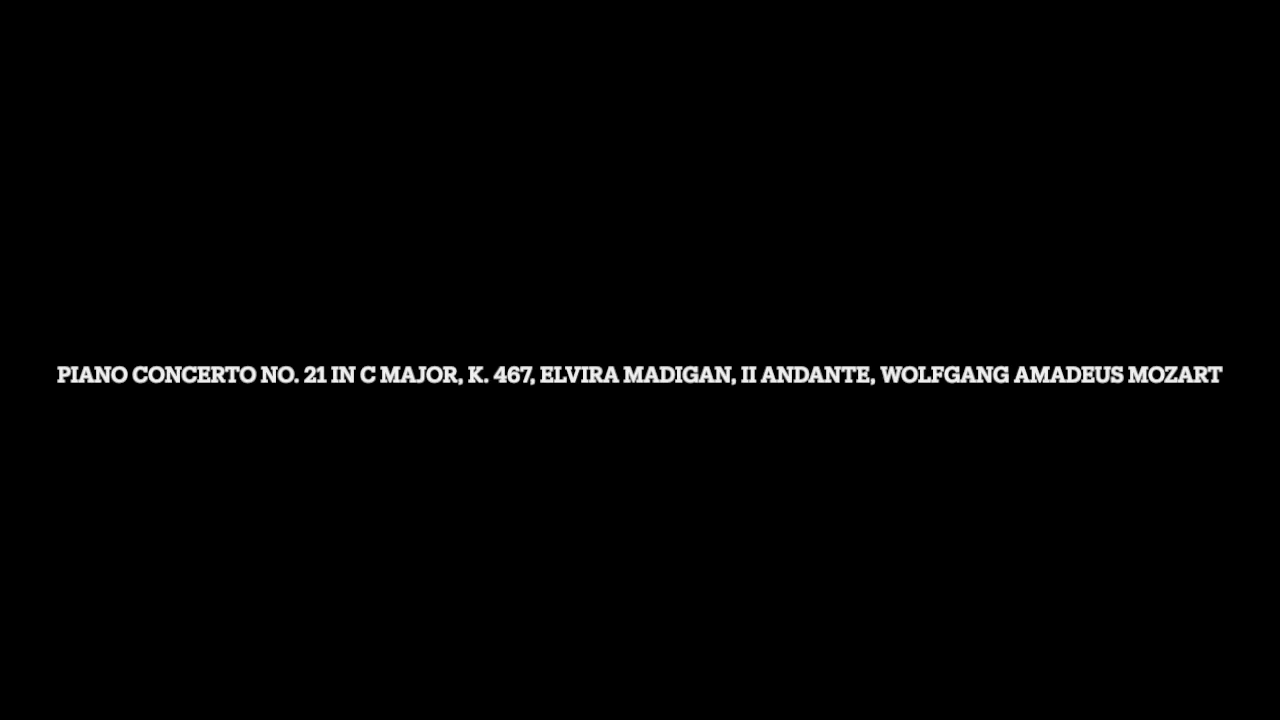 PIANO CONCERTO NO. 21 IN C MAJOR, K. 467, ELVIRA MADIGAN, II ANDANTE, WOLFGANG AMADEUS MOZART